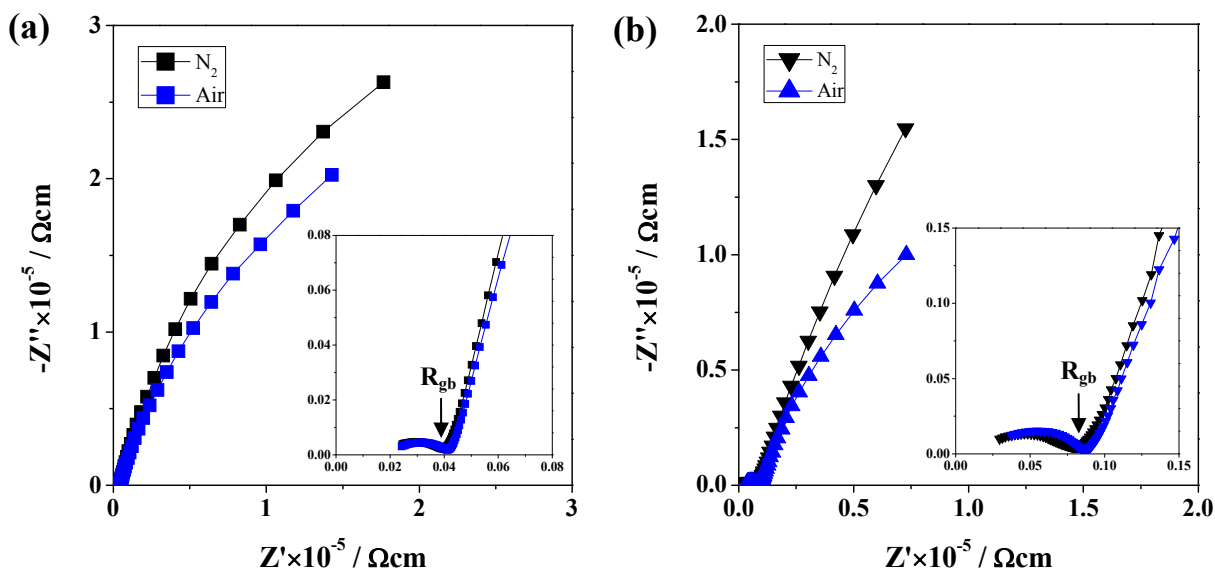 (a)
3
2
1
0
0
1
2
3
-Z''×10⁻⁵ / Ωcm
Z'×10⁻⁵ / Ωcm
N₂
Air
0.08
0.06
0.04
0.02
0.00
0.00 0.02 0.04 0.06 0.08
R_gb
(b)
2.0
1.5
1.0
0.5
0.0
0.0 0.5 1.0 1.5 2.0
-Z''×10⁻⁵ / Ωcm
Z'×10⁻⁵ / Ωcm
N₂
Air
0.15
0.10
0.05
0.00
0.00 0.05 0.10 0.15
R_gb